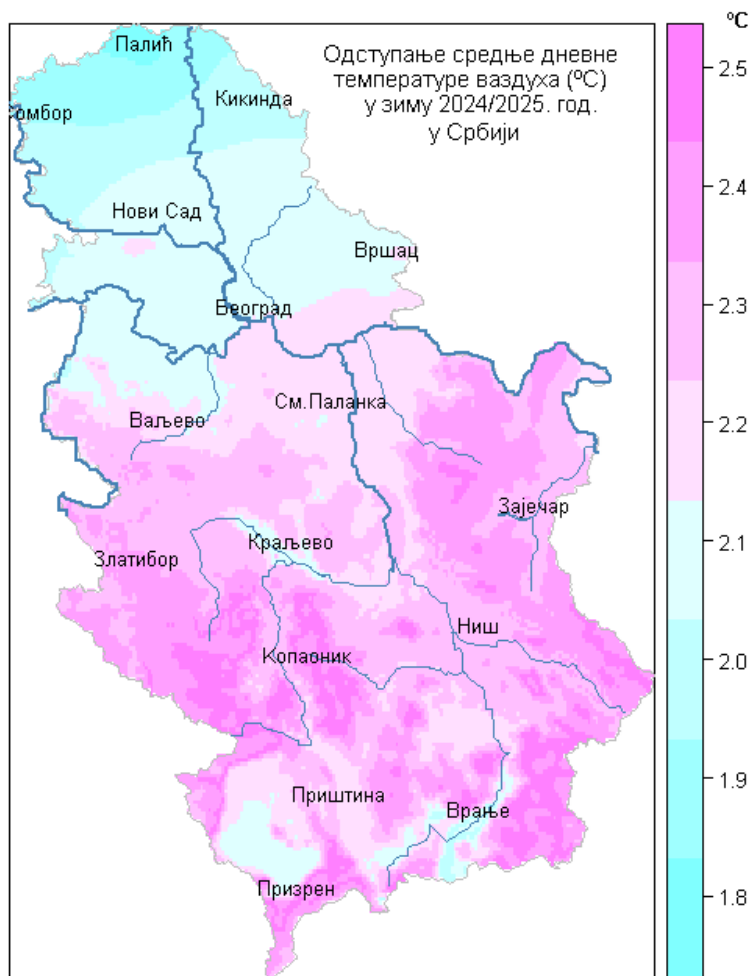 ºC
Палић
Одступање средње дневне
температуре ваздуха (ºC)
у зиму 2024/2025. год.
у Србији
2.5
Кикинда
омбор
2.4
Нови Сад
Вршац
2.3
Београд
См.Паланка
Ваљево
2.2
Зајечар
2.1
Краљево
Златибор
Ниш
Копаоник
2.0
1.9
Приштина
Врање
Призрен
1.8